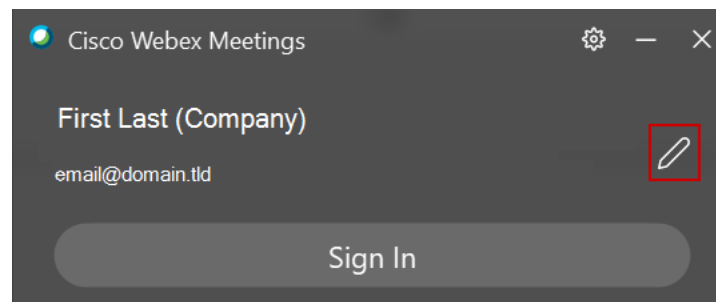 Cisco Webex Meetings
First Last (Company)
email@domain.tld
Sign In